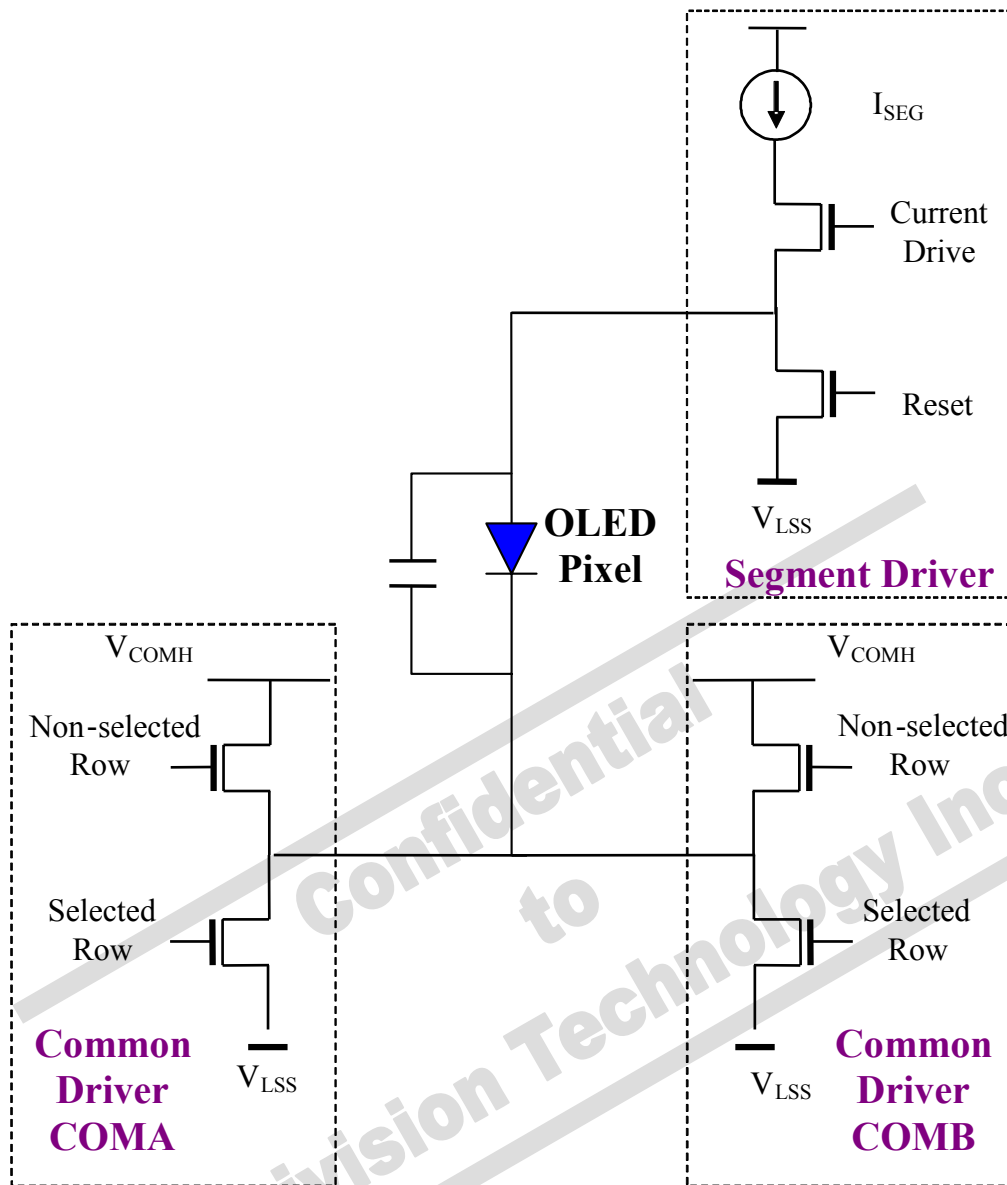 I_SEG
Current
Drive
Reset
V_LSS
Segment Driver
OLED
Pixel
V_COMH
Non-selected
Row
Selected
Row
V_LSS
Common
Driver
COMA
V_COMH
Non-selected
Row
Selected
Row
V_LSS
Common
Driver
COMB
Confidential
to
Technology Inc